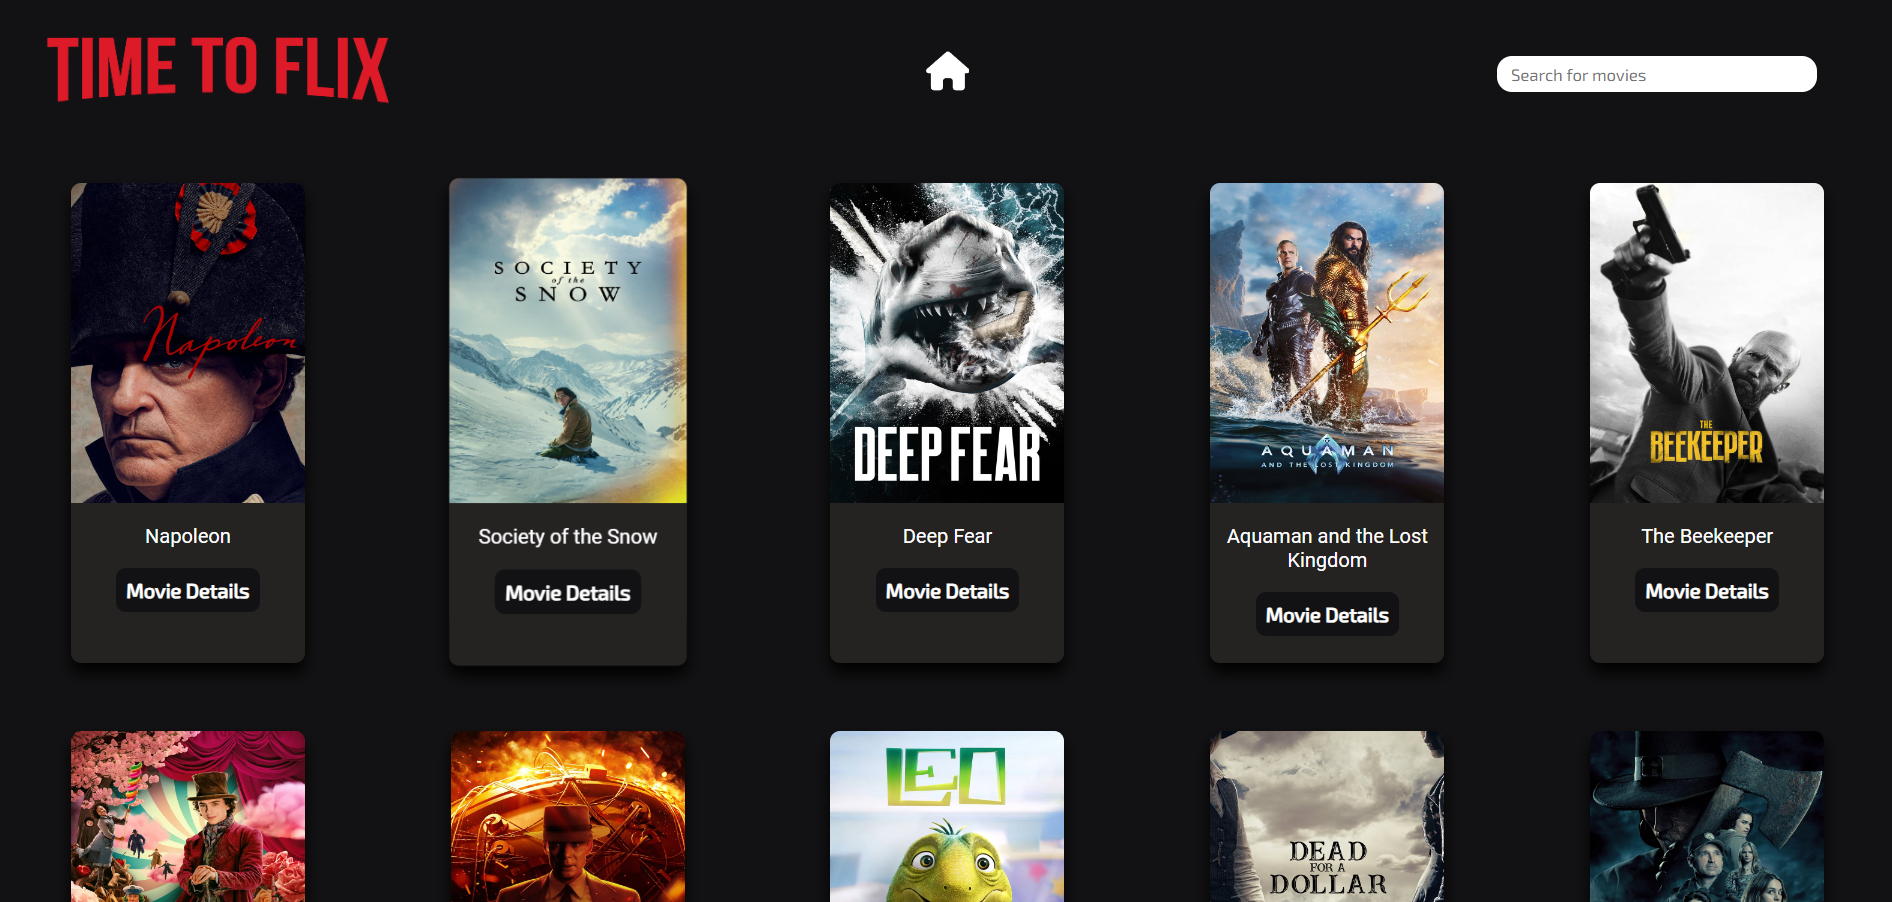 TIME TO FLIX
Search for movies
Napoleon
SOCIETY
of the
SNOW
DEEP FEAR
AQUAMAN
AND THE LOST KINGDOM
THE
BEEKEEPER
Napoleon
Society of the Snow
Deep Fear
Aquaman and the Lost
Kingdom
The Beekeeper
Movie Details
Movie Details
Movie Details
Movie Details
Movie Details
LEO
DEAD
FOR A
DOLLAR